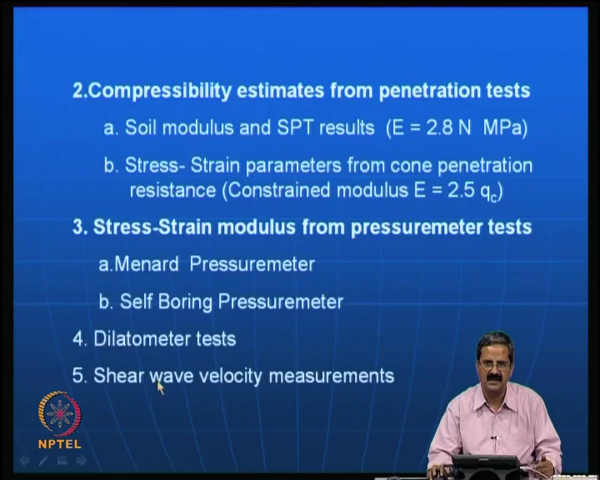 2.Compressibility estimates from penetration tests
a. Soil modulus and SPT results (E = 2.8 N MPa)
b. Stress- Strain parameters from cone penetration
resistance (Constrained modulus E = 2.5 qc)
3. Stress-Strain modulus from pressuremeter tests
a.Menard Pressuremeter
b. Self Boring Pressuremeter
4. Dilatometer tests
5. Shear wave velocity measurements
NPTEL